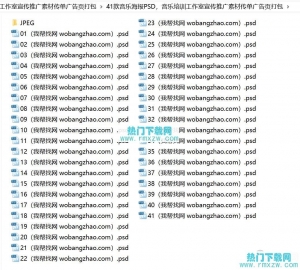 工作室宣传推广素材传单广告页打包 › 41款音乐海报PSD，音乐培训工作室宣传推广素材传单广告页打包 ›
JPEG
01（我帮找网 wobangzhao.com）.psd
02（我帮找网 wobangzhao.com）.psd
03（我帮找网 wobangzhao.com）.psd
04（我帮找网 wobangzhao.com）.psd
05（我帮找网 wobangzhao.com）.psd
06（我帮找网 wobangzhao.com）.psd
07（我帮找网 wobangzhao.com）.psd
08（我帮找网 wobangzhao.com）.psd
09（我帮找网 wobangzhao.com）.psd
10（我帮找网 wobangzhao.com）.psd
11（我帮找网 wobangzhao.com）.psd
12（我帮找网 wobangzhao.com）.psd
13（我帮找网 wobangzhao.com）.psd
14（我帮找网 wobangzhao.com）.psd
15（我帮找网 wobangzhao.com）.psd
16（我帮找网 wobangzhao.com）.psd
17（我帮找网 wobangzhao.com）.psd
18（我帮找网 wobangzhao.com）.psd
19（我帮找网 wobangzhao.com）.psd
20（我帮找网 wobangzhao.com）.psd
21（我帮找网 wobangzhao.com）.psd
22（我帮找网 wobangzhao.com）.psd
23（我帮找网 wobangzhao.com）.psd
24（我帮找网 wobangzhao.com）.psd
25（我帮找网 wobangzhao.com）.psd
26（我帮找网 wobangzhao.com）.psd
27（我帮找网 wobangzhao.com）.psd
28（我帮找网 wobangzhao.com）.psd
29（我帮找网 wobangzhao.com）.psd
30（我帮找网 wobangzhao.com）.psd
31（我帮找网 wobangzhao.com）.psd
32（我帮找网 wobangzhao.com）.psd
33（我帮找网 wobangzhao.com）.psd
34（我帮找网 wobangzhao.com）.psd
35（我帮找网 wobangzhao.com）.psd
36（我帮找网 wobangzhao.com）.psd
37（我帮找网 wobangzhao.com）.psd
38（我帮找网 wobangzhao.com）.psd
39（我帮找网 wobangzhao.com）.psd
40（我帮找网 wobangzhao.com）.psd
41（我帮找网 wobangzhao.com）.psd
热门下载网
热门下载网